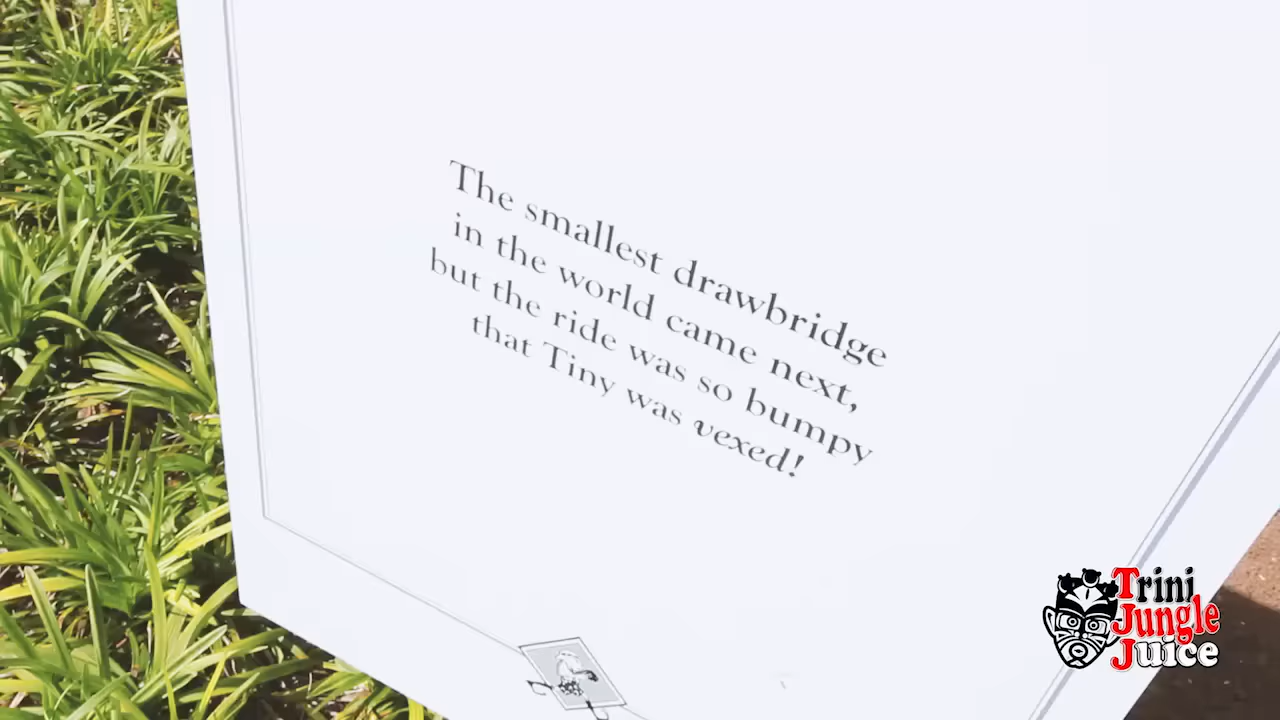 The smallest drawbridge
in the world came next,
but the ride was so bumpy
that Tiny was vexed!
Trini
Jungle
Juice